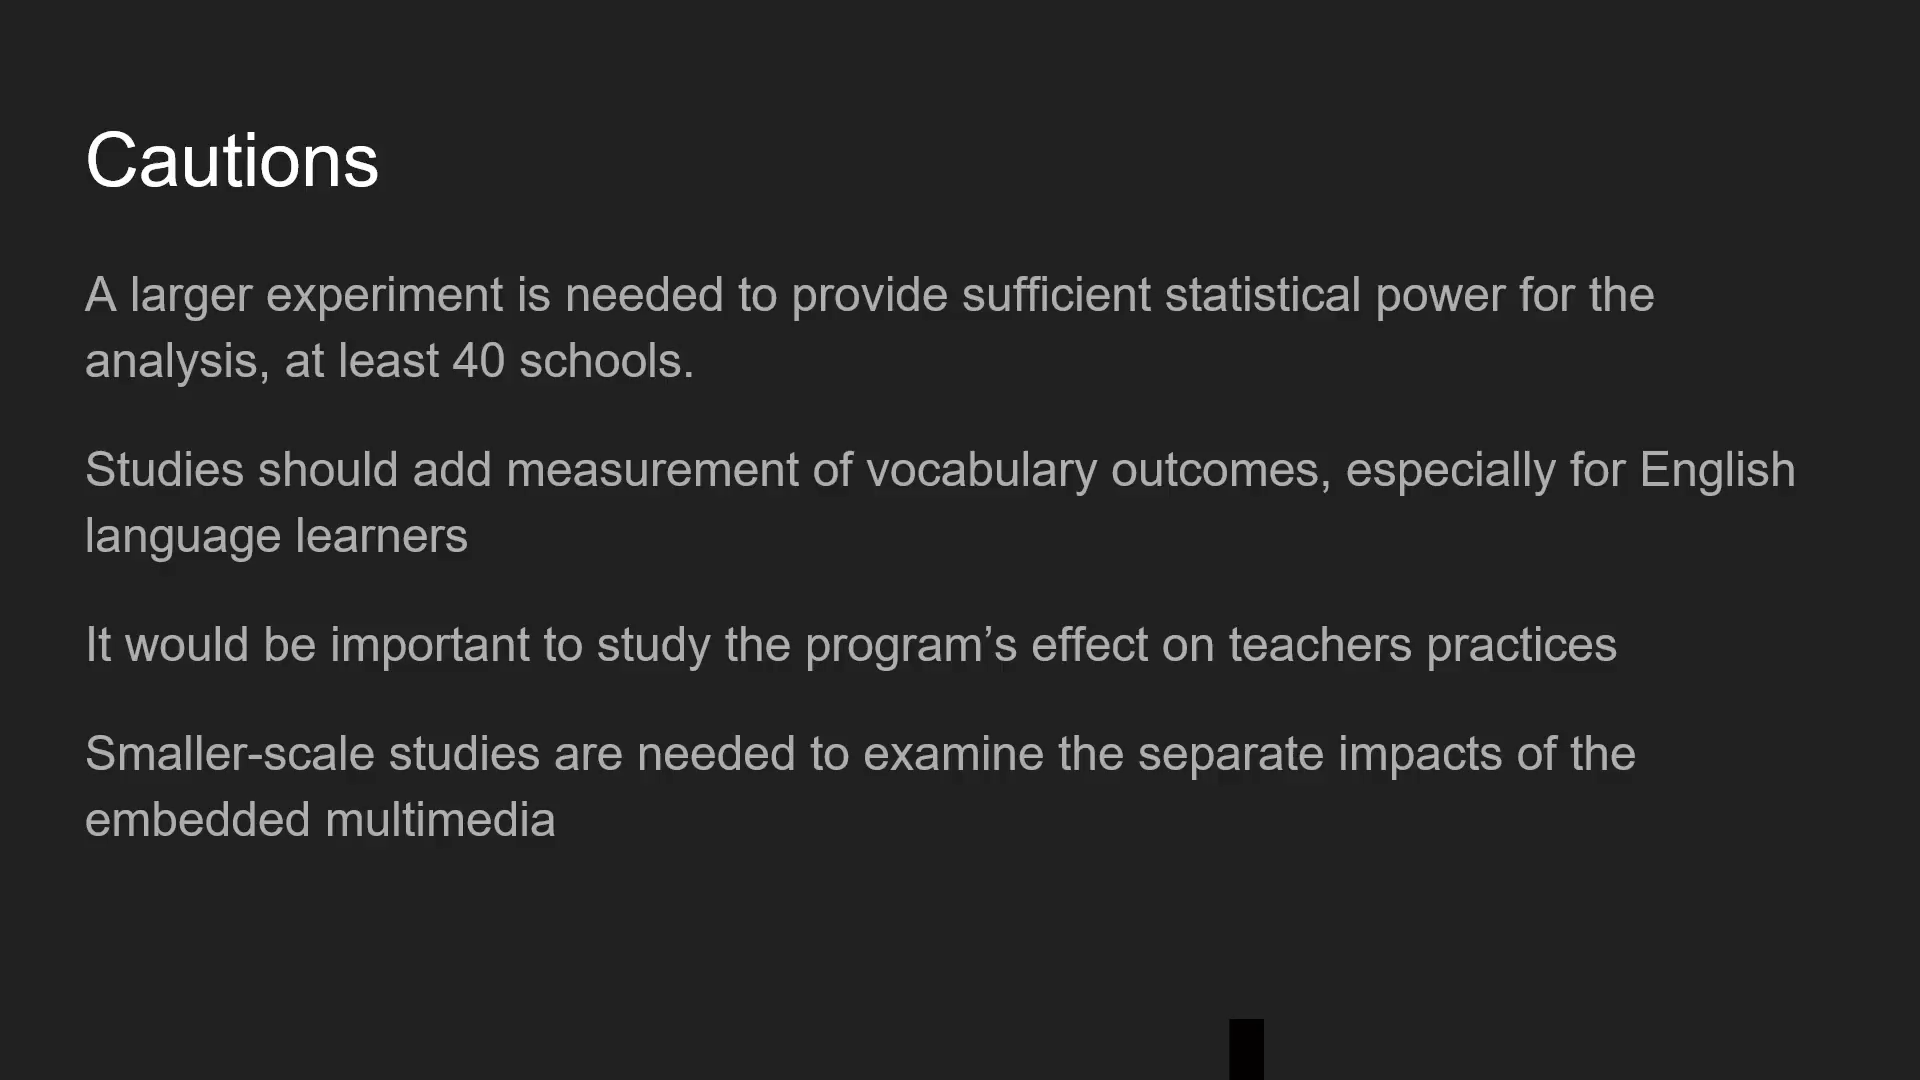 Cautions
A larger experiment is needed to provide sufficient statistical power for the
analysis, at least 40 schools.
Studies should add measurement of vocabulary outcomes, especially for English
language learners
It would be important to study the program’s effect on teachers practices
Smaller-scale studies are needed to examine the separate impacts of the
embedded multimedia